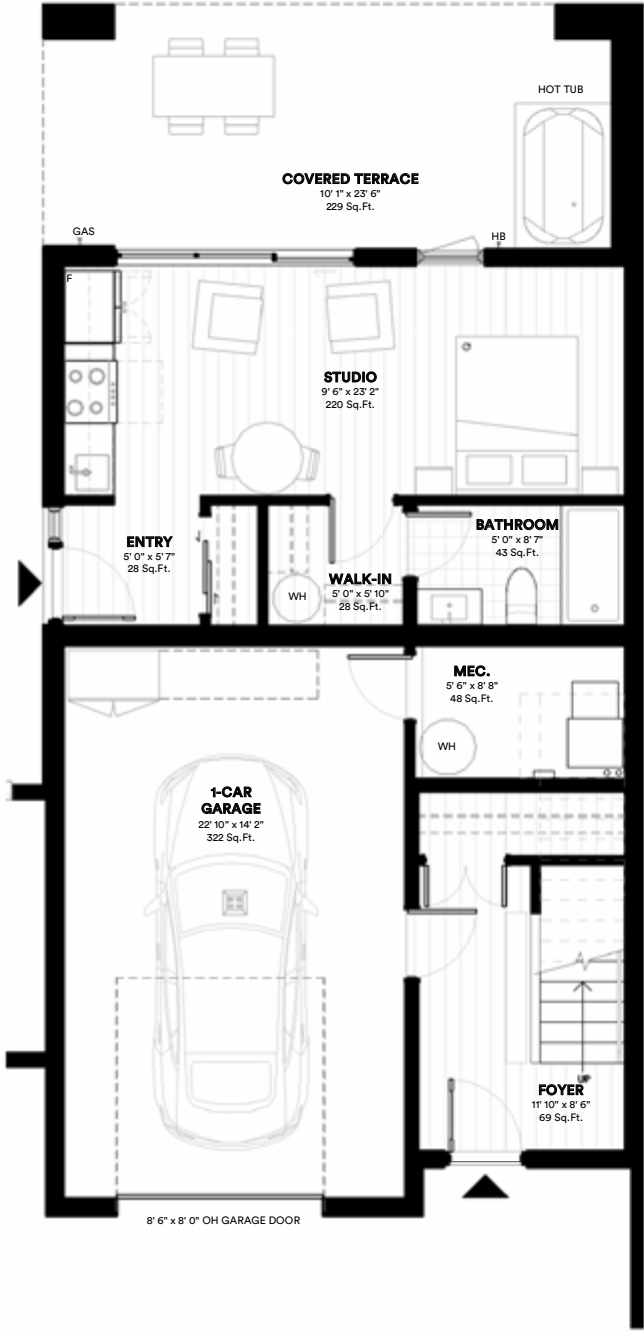 HOT TUB
COVERED TERRACE
10' 1" x 23' 6"
229 Sq.Ft.
GAS
HB
F
STUDIO
9' 6" x 23' 2"
220 Sq.Ft.
ENTRY
5' 0" x 5' 7"
28 Sq.Ft.
BATHROOM
5' 0" x 8' 7"
43 Sq.Ft.
WH
WALK-IN
5' 0" x 5' 10"
28 Sq.Ft.
MEC.
5' 6" x 8' 8"
48 Sq.Ft.
WH
1-CAR
GARAGE
22' 10" x 14' 2"
322 Sq.Ft.
UP
FOYER
11' 10" x 8' 6"
69 Sq.Ft.
8' 6" x 8' 0" OH GARAGE DOOR